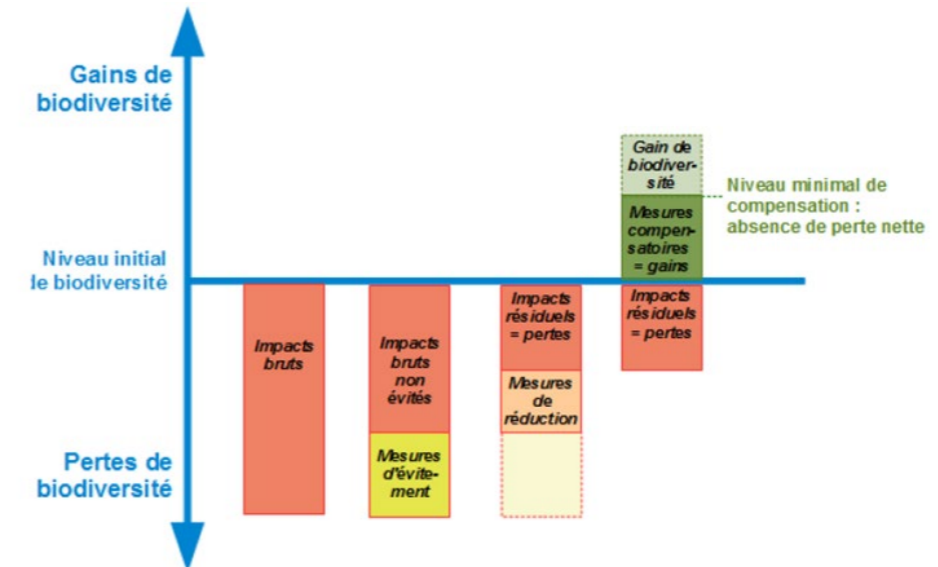 Gains de
biodiversité
Niveau initial
de biodiversité
Pertes de
biodiversité
Impacts
bruts
Impacts
bruts
non
évités
Mesures
d'évite-
ment
Impacts
résiduels
= pertes
Mesures
de
réduction
Gain de
biodiver-
sité
Mesures
compen-
satoires
= gains
Impacts
résiduels
= pertes
Niveau minimal de
compensation :
absence de perte nette